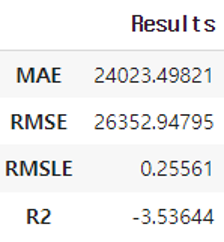 Results
MAE 24023.49821
RMSE 26352.94795
RMSLE 0.25561
R2 -3.53644